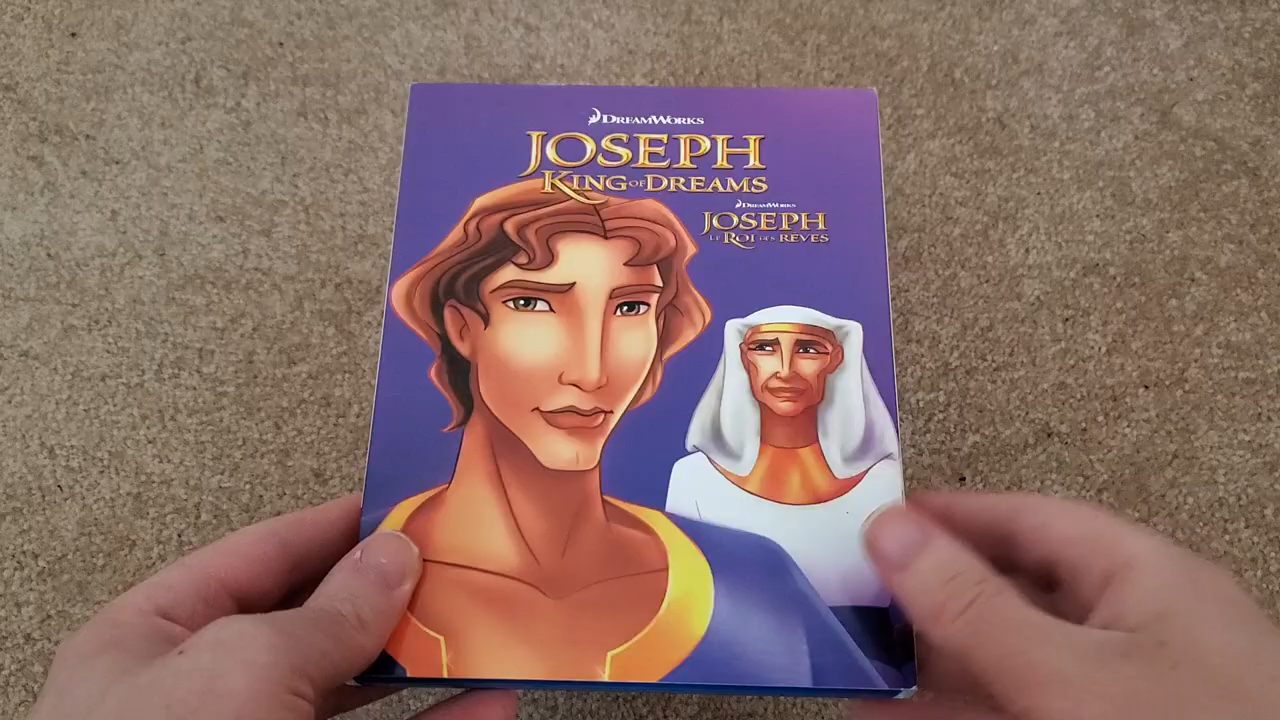 DREAMWORKS
JOSEPH
KING OF DREAMS
DREAMWORKS
JOSEPH
LE ROI DES REVES